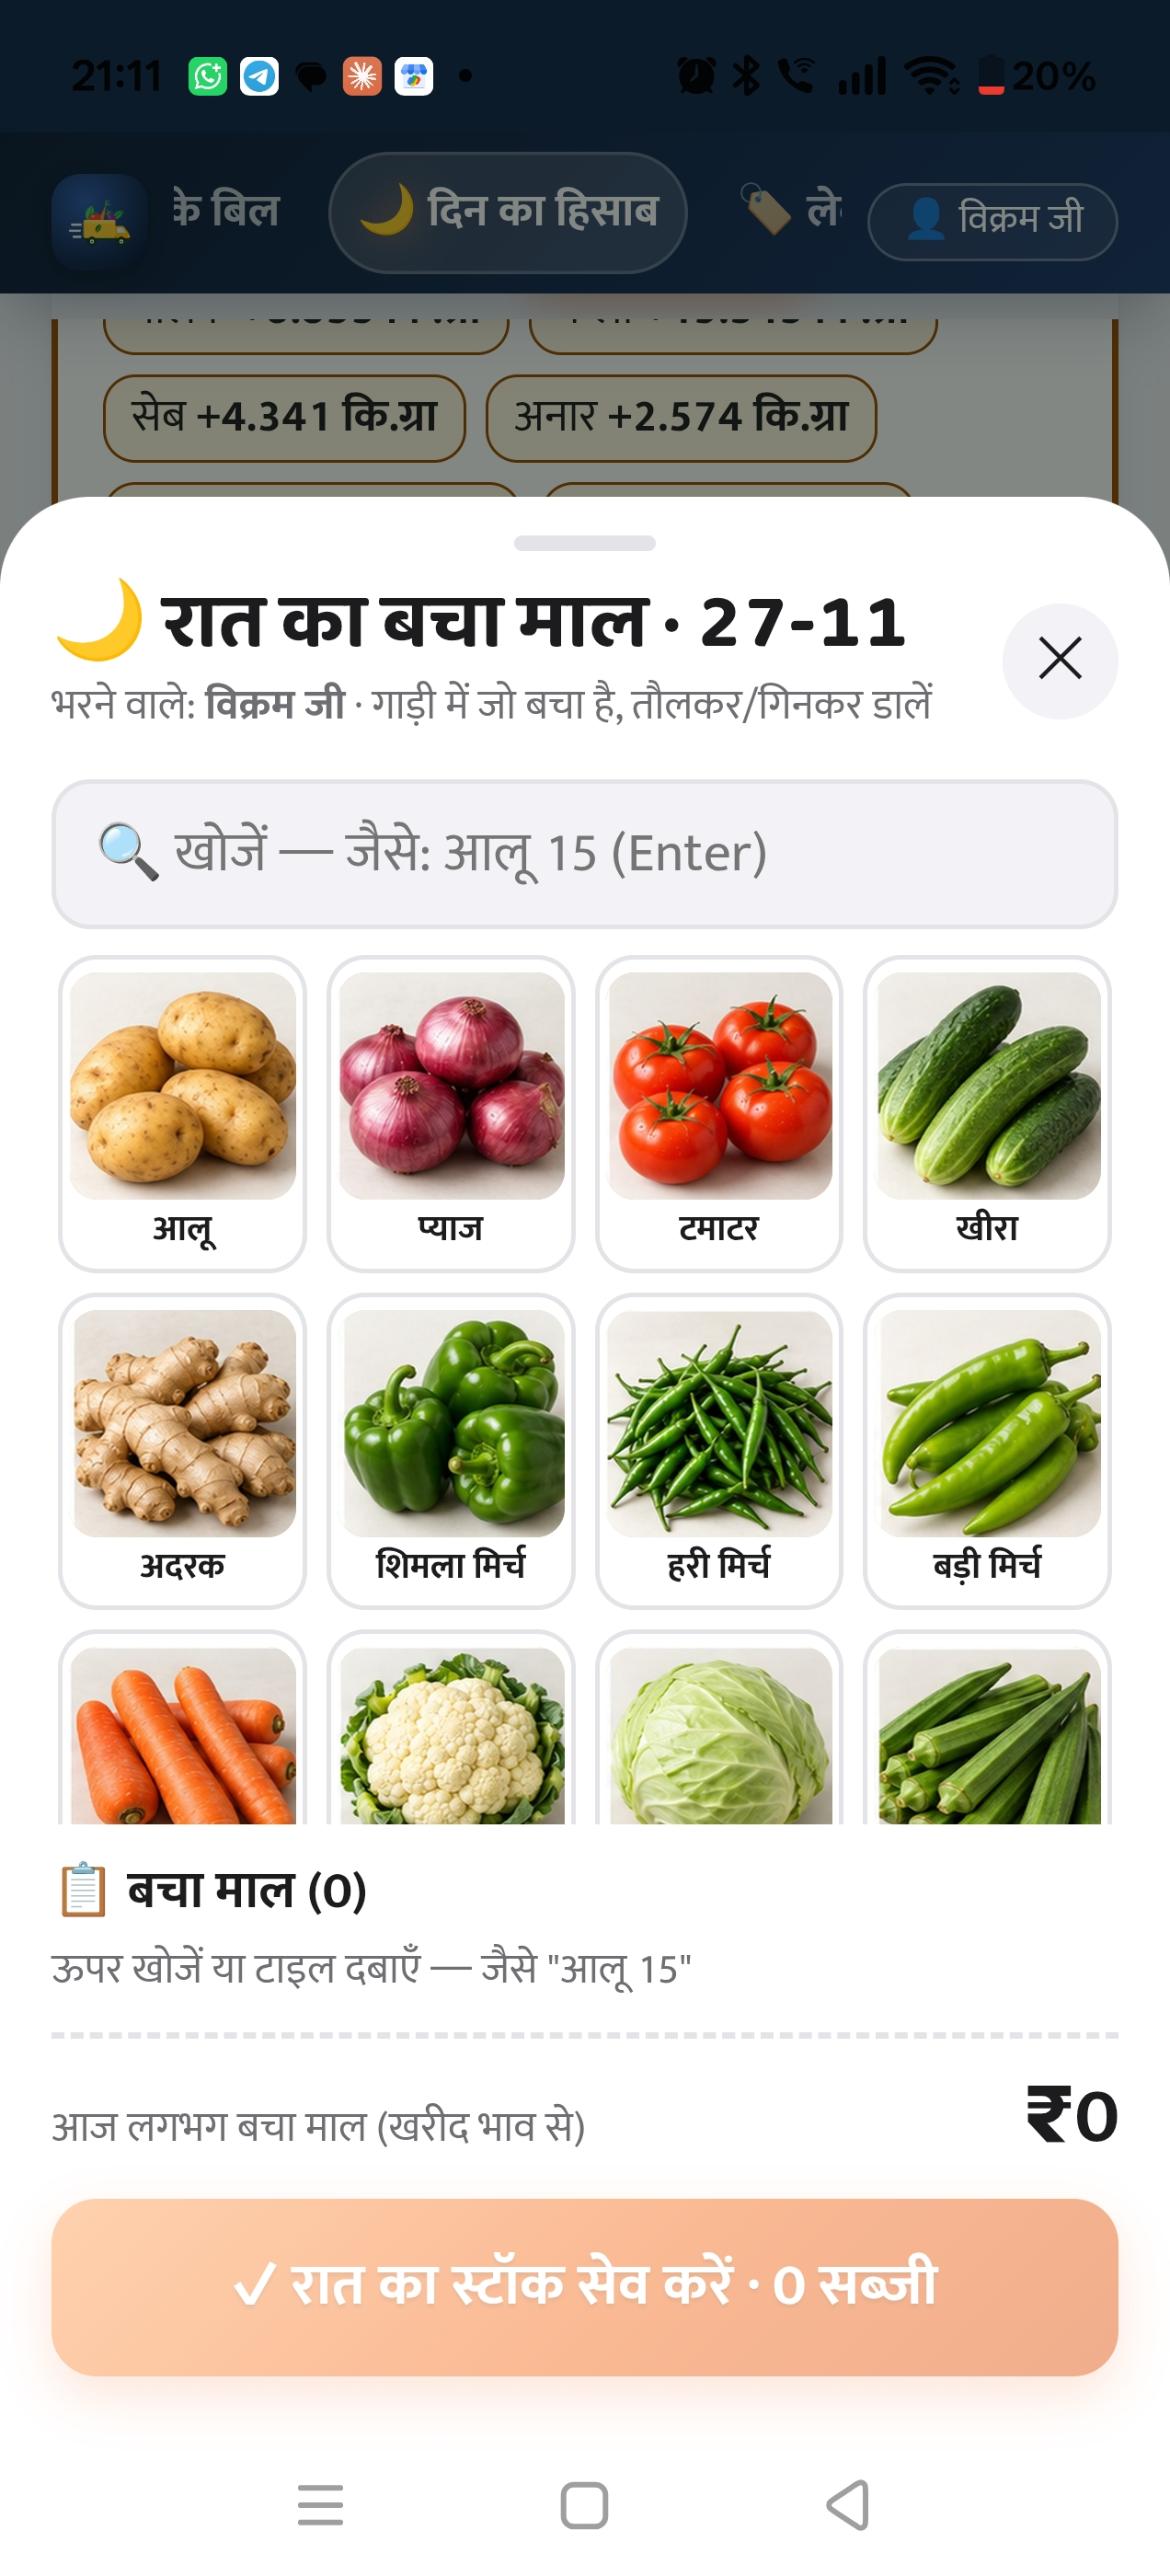 21:11
20%
के बिल
दिन का हिसाब
विक्रम जी
सेब +4.341 कि.ग्रा
अनार +2.574 कि.ग्रा
रात का बचा माल · 27-11
भरने वाले: विक्रम जी · गाड़ी में जो बचा है, तौलकर/गिनकर डालें
खोजें — जैसे: आलू 15 (Enter)
आलू
प्याज
टमाटर
खीरा
अदरक
शिमला मिर्च
हरी मिर्च
बड़ी मिर्च
बचा माल (0)
ऊपर खोजें या टाइल दबाएँ — जैसे "आलू 15"
आज लगभग बचा माल (खरीद भाव से)
₹0
✓ रात का स्टॉक सेव करें · 0 सब्जी